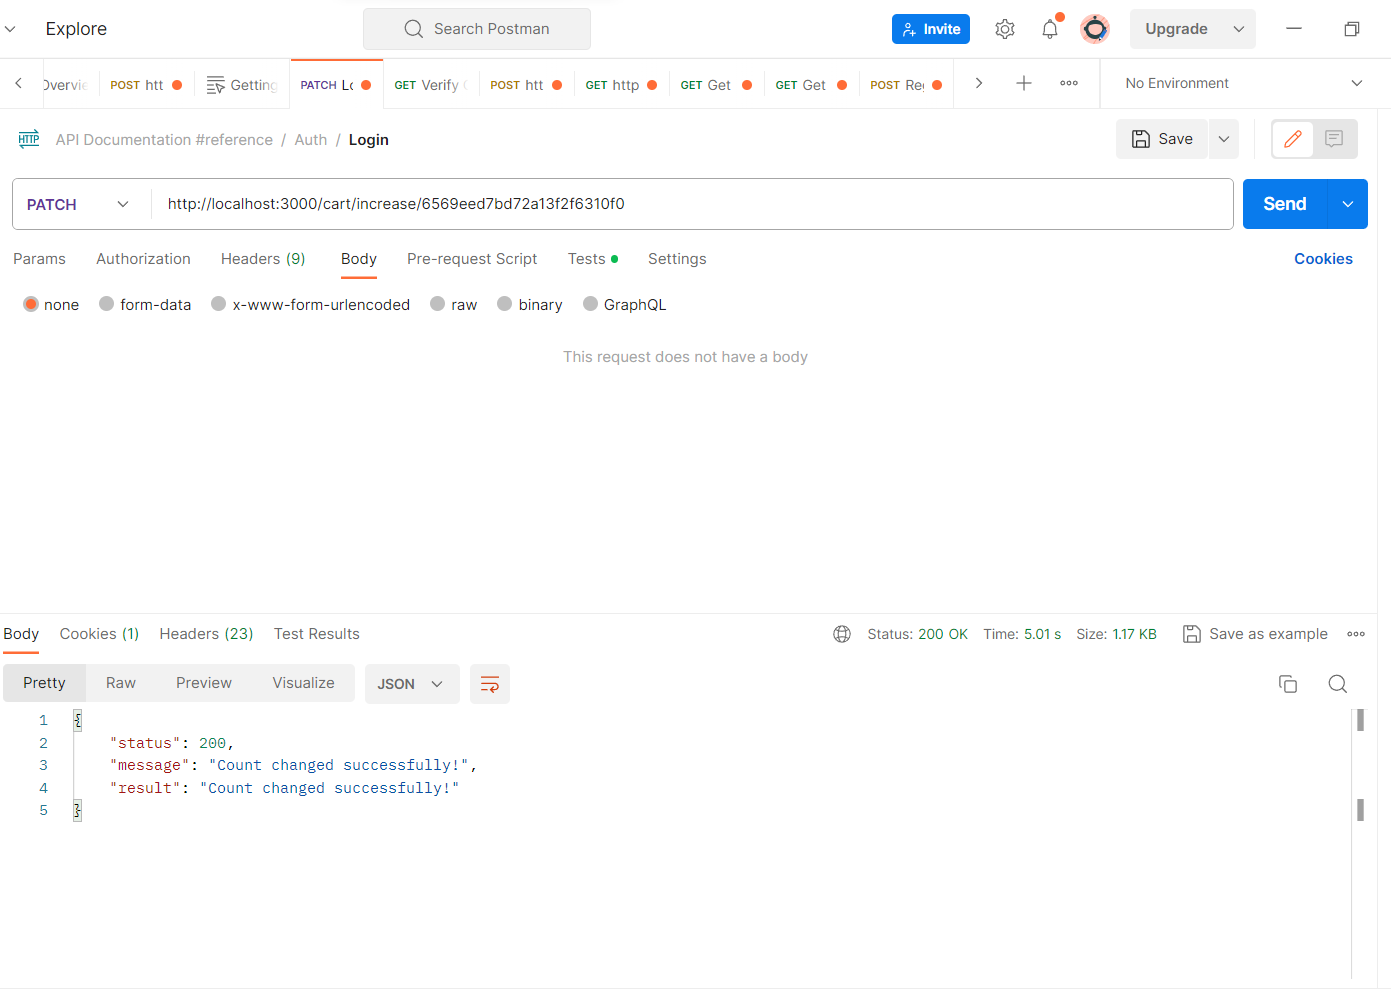 Explore
Search Postman
Invite
Upgrade
POST htt
Getting
PATCH
GET Verify
POST htt
GET http
GET Get
GET Get
POST Re
No Environment
HTTP
API Documentation #reference / Auth / Login
Save
PATCH
http://localhost:3000/cart/increase/6569eed7bd72a13f2f6310f0
Send
Params
Authorization
Headers (9)
Body
Pre-request Script
Tests
Settings
Cookies
none
form-data
x-www-form-urlencoded
raw
binary
GraphQL
This request does not have a body
Body
Cookies (1)
Headers (23)
Test Results
Status: 200 OK
Time: 5.01 s
Size: 1.17 KB
Save as example
Pretty
Raw
Preview
Visualize
JSON
1 {
2 "status": 200,
3 "message": "Count changed successfully!",
4 "result": "Count changed successfully!"
5 }